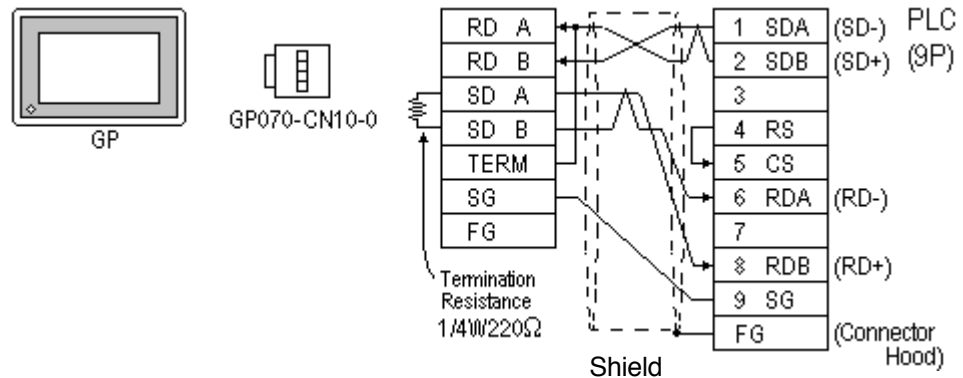 GP
GP070-CN10-0
RD A
RD B
SD A
SD B
TERM
SG
FG
Termination
Resistance
1/4W220Ω
Shield
1 SDA (SD-)
2 SDB (SD+)
3
4 RS
5 CS
6 RDA (RD-)
7
8 RDB (RD+)
9 SG
FG (Connector
Hood)
PLC
(9P)